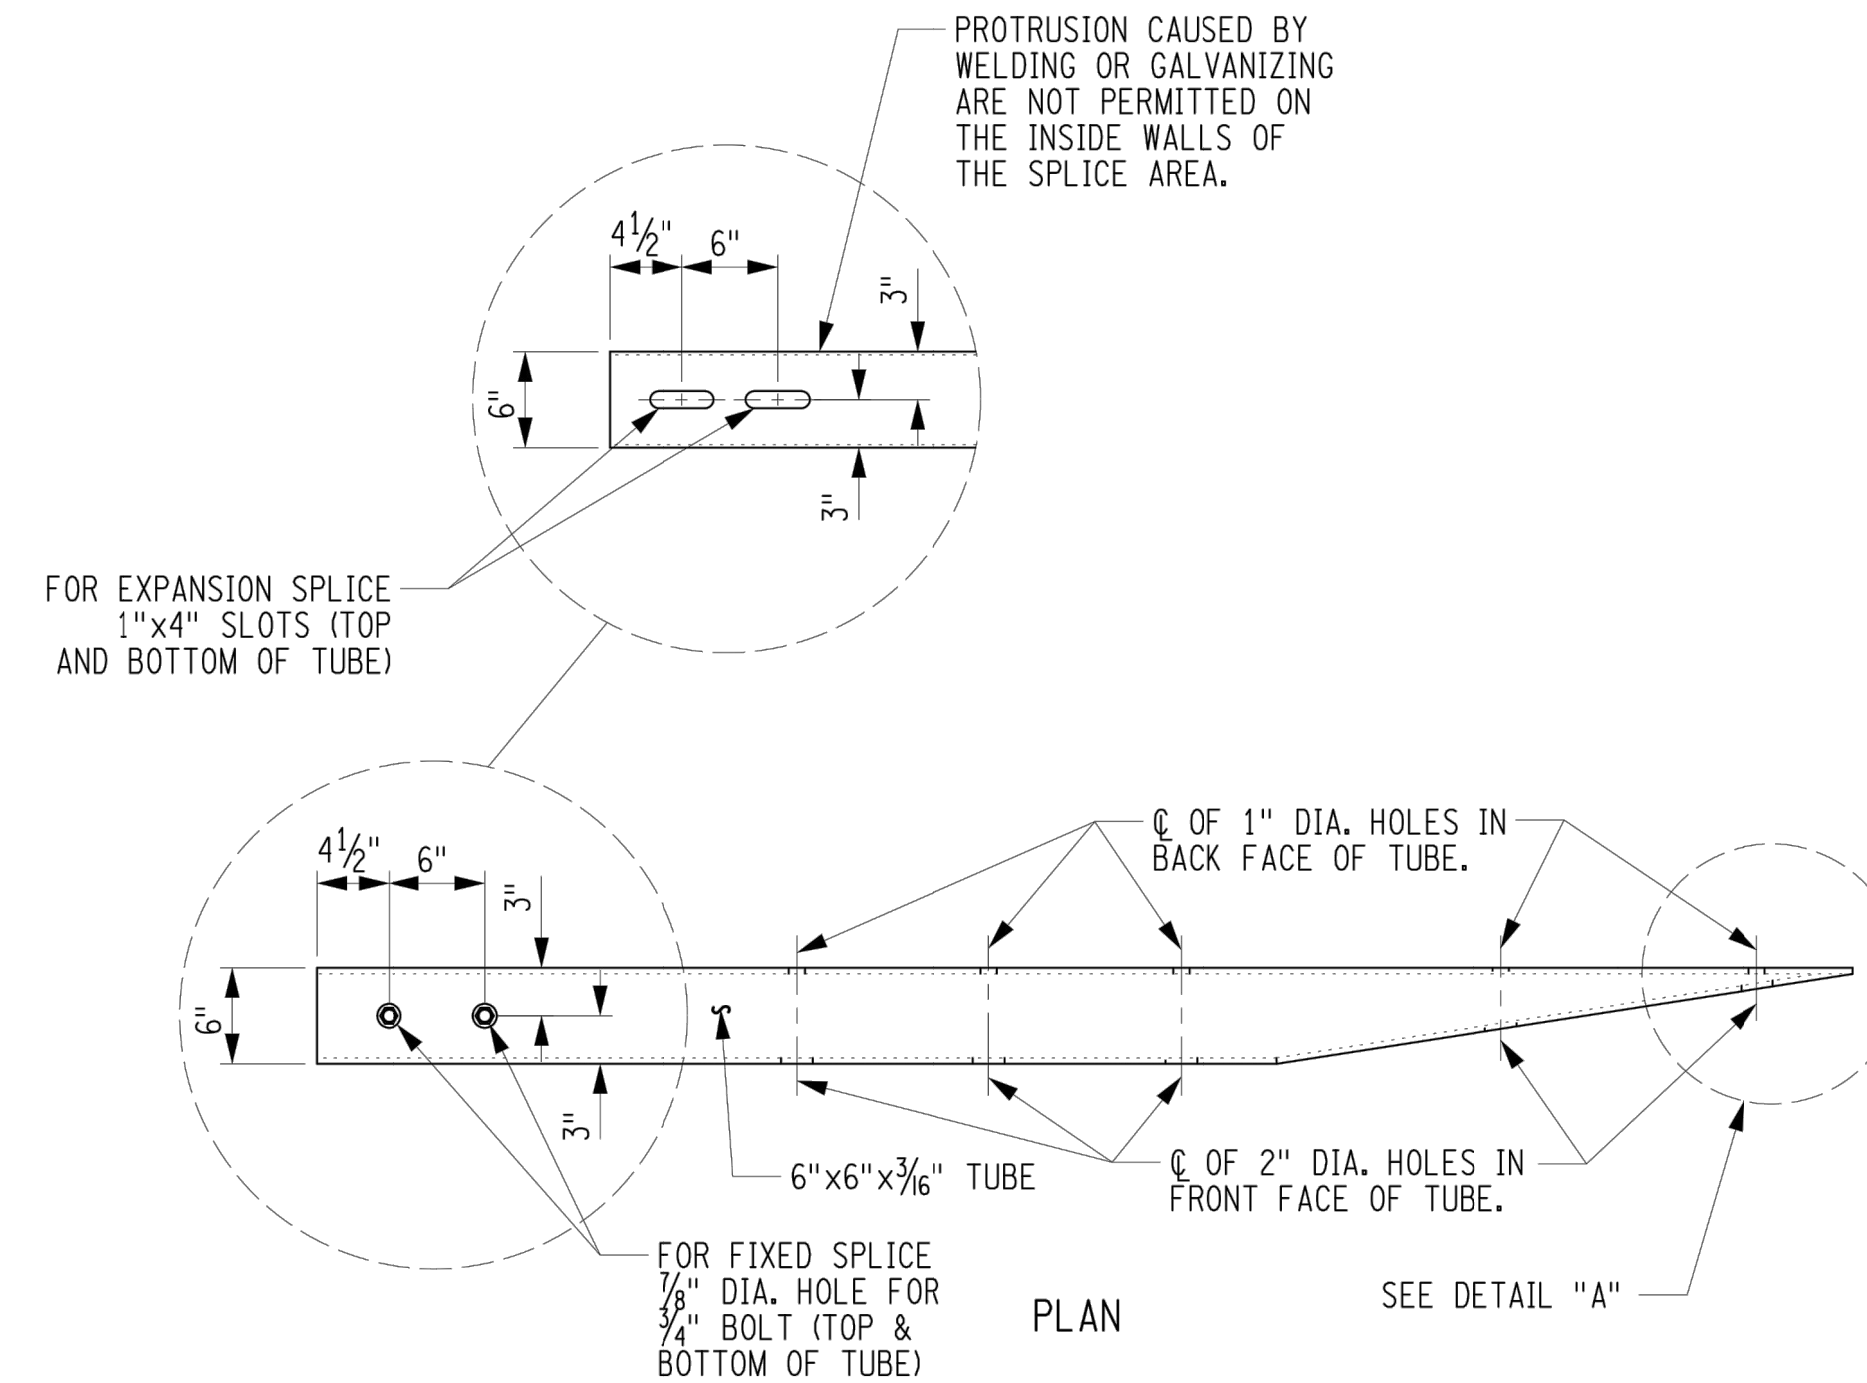 PROTRUSION CAUSED BY
WELDING OR GALVANIZING
ARE NOT PERMITTED ON
THE INSIDE WALLS OF
THE SPLICE AREA.
4 1/2"
6"
3"
6"
3"
FOR EXPANSION SPLICE
1"x4" SLOTS (TOP
AND BOTTOM OF TUBE)
℄ OF 1" DIA. HOLES IN
BACK FACE OF TUBE.
4 1/2"
6"
3"
6"
3"
6"x6"x3/16" TUBE
℄ OF 2" DIA. HOLES IN
FRONT FACE OF TUBE.
FOR FIXED SPLICE
7/8" DIA. HOLE FOR
3/4" BOLT (TOP &
BOTTOM OF TUBE)
PLAN
SEE DETAIL "A"